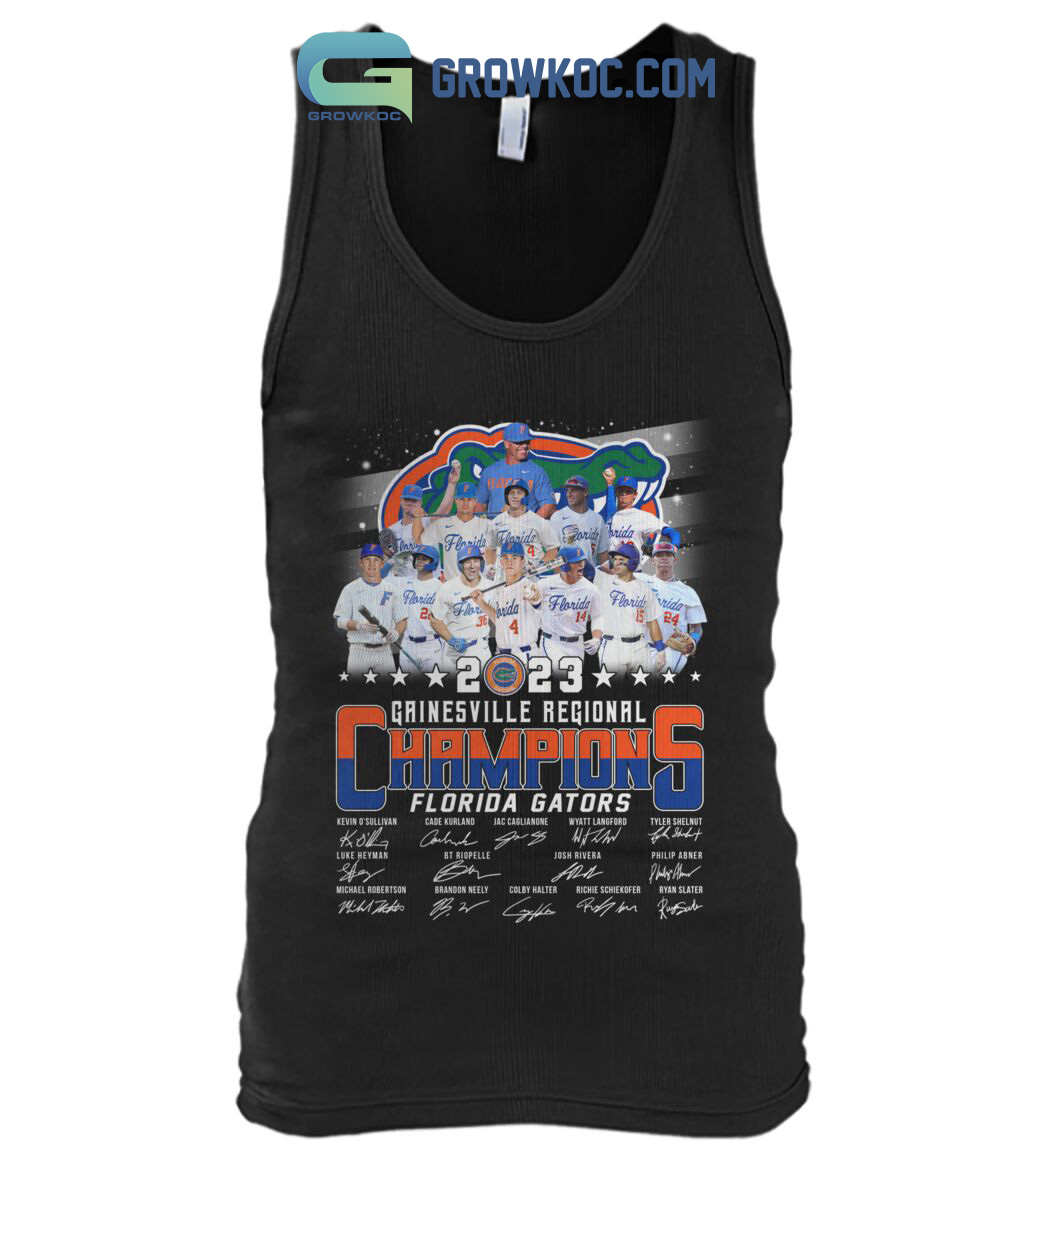 GROWKOC.COM
GROWKOC
2023
GAINESVILLE REGIONAL
CHAMPIONS
FLORIDA GATORS
KEVIN O'SULLIVAN CADE KURLAND JAC CAGLIANONE WYATT LANGFORD TYLER SHELNUT
LUKE HEYMAN BT RIOPELLE JOSH RIVERA PHILIP ABNER
MICHAEL ROBERTSON BRANDON NEELY COLBY HALTER RICHIE SCHIEKOFER RYAN SLATER